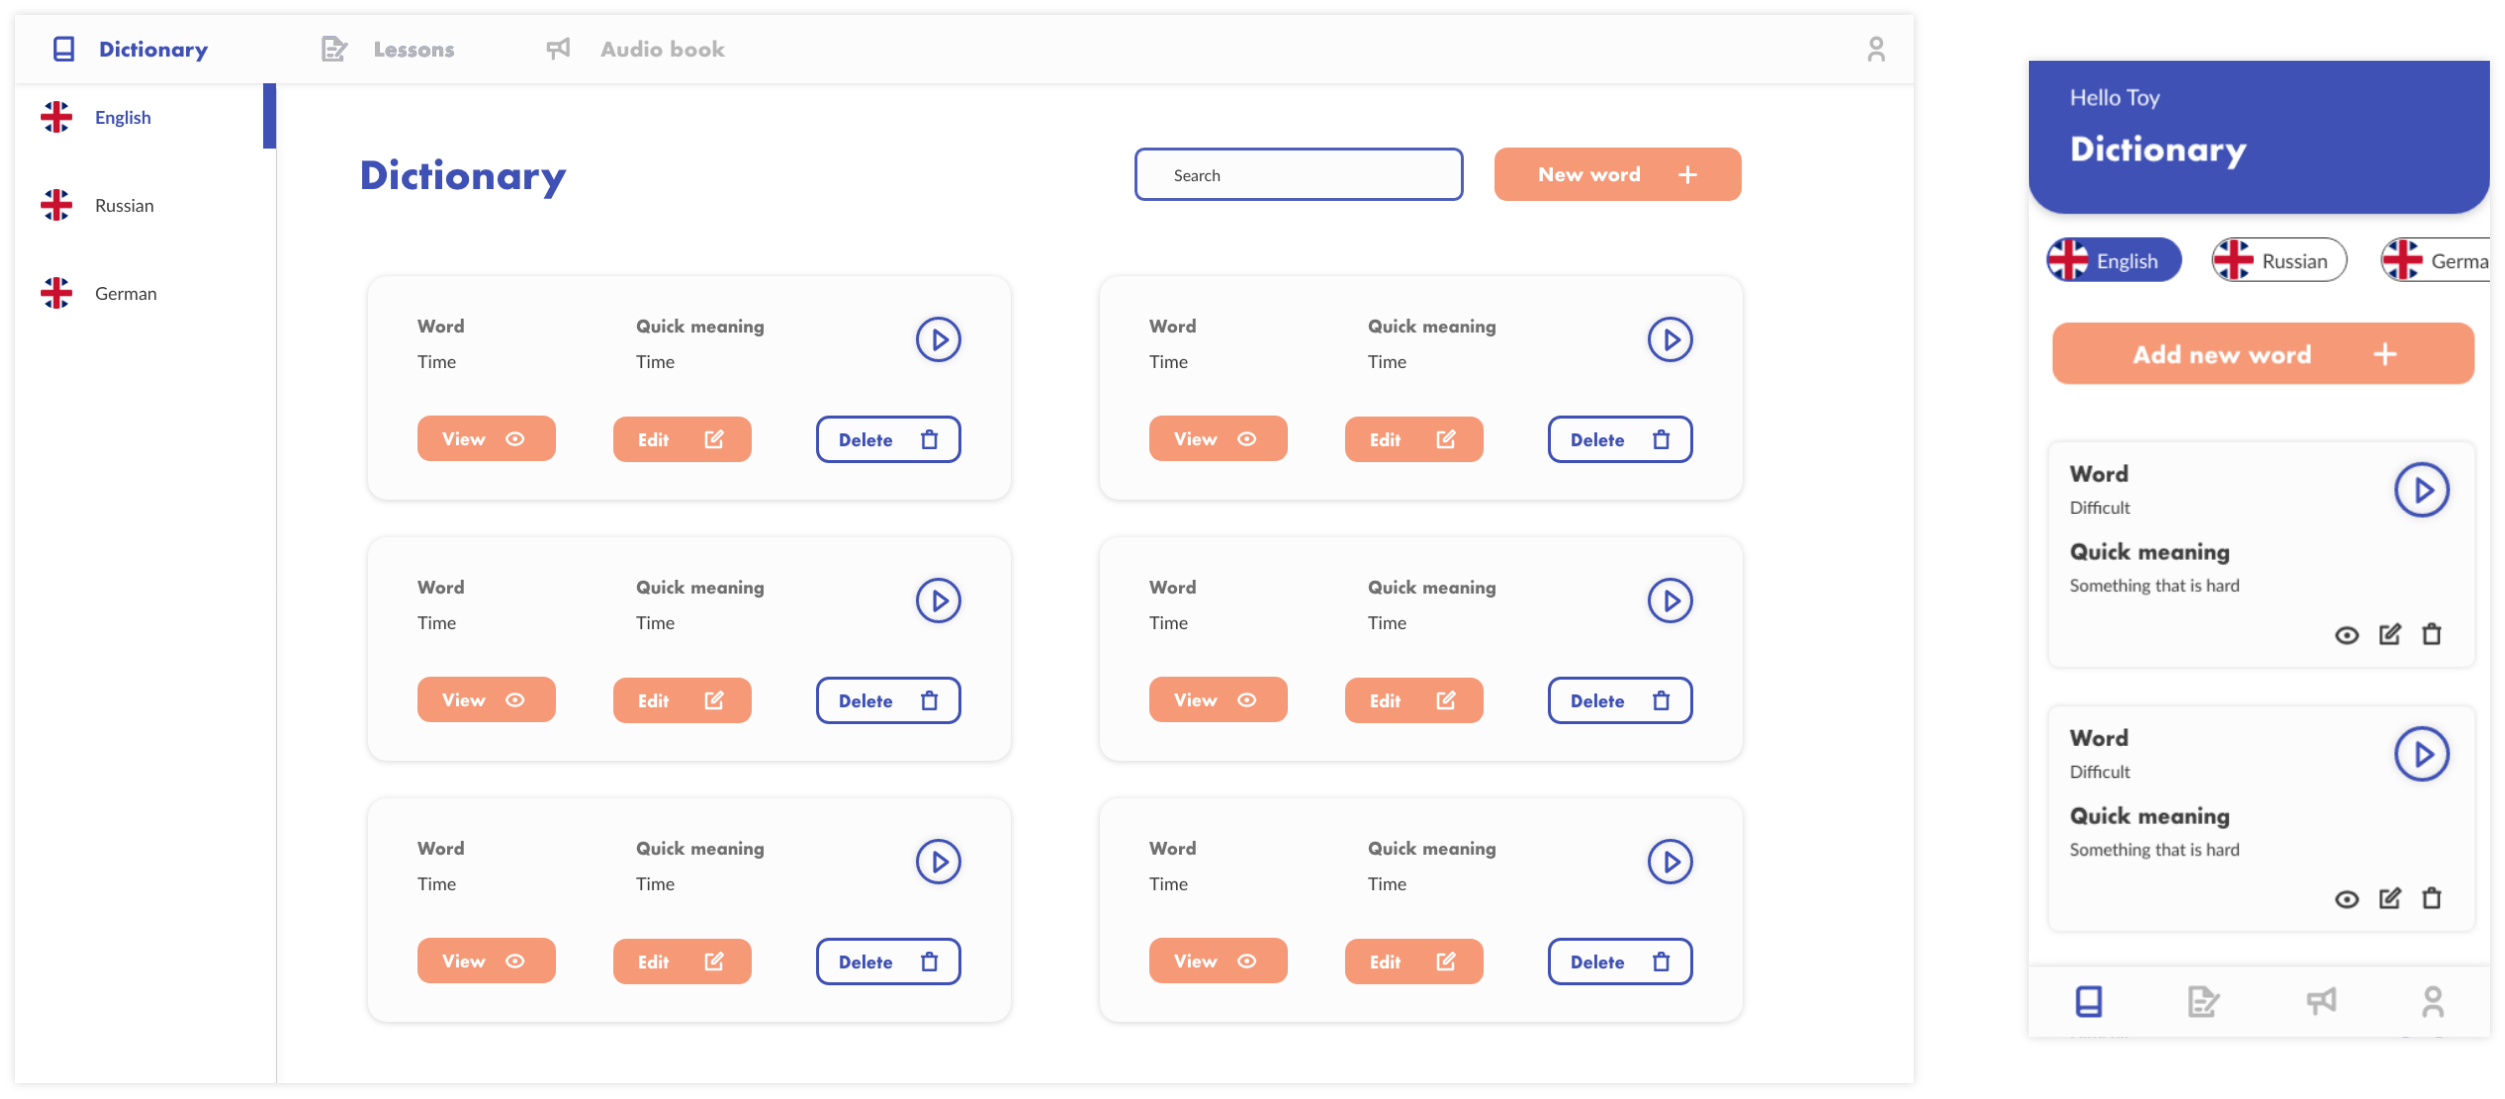 Dictionary Lessons Audio book
English
Russian
German
Dictionary Search New word
Word Quick meaning
Time Time
View Edit Delete
Word Quick meaning
Time Time
View Edit Delete
Word Quick meaning
Time Time
View Edit Delete
Word Quick meaning
Time Time
View Edit Delete
Word Quick meaning
Time Time
View Edit Delete
Word Quick meaning
Time Time
View Edit Delete
Hello Toy
Dictionary
English Russian Germa
Add new word
Word
Difficult
Quick meaning
Something that is hard
Word
Difficult
Quick meaning
Something that is hard